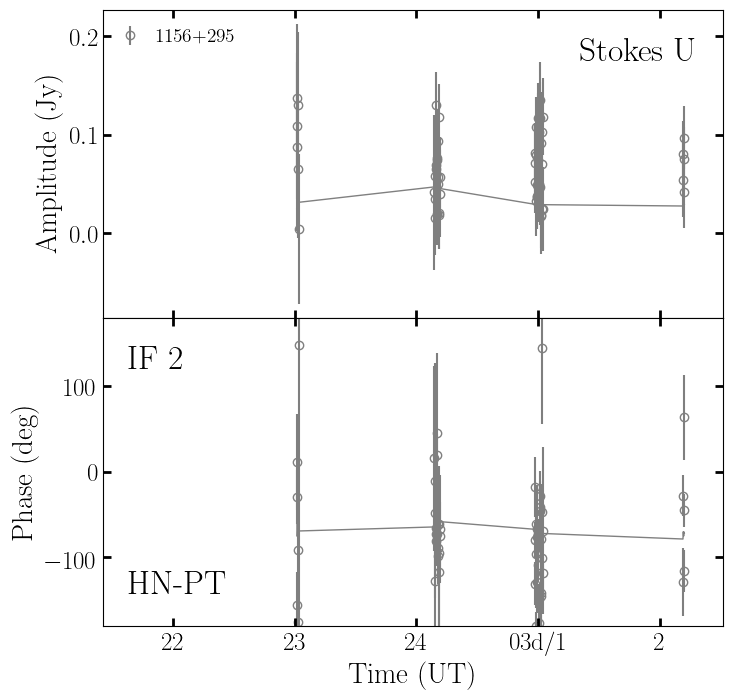 1156+295
Stokes U
0.2
0.1
0.0
Amplitude (Jy)
IF 2
100
0
−100
Phase (deg)
HN-PT
22
23
24
03d/1
2
Time (UT)